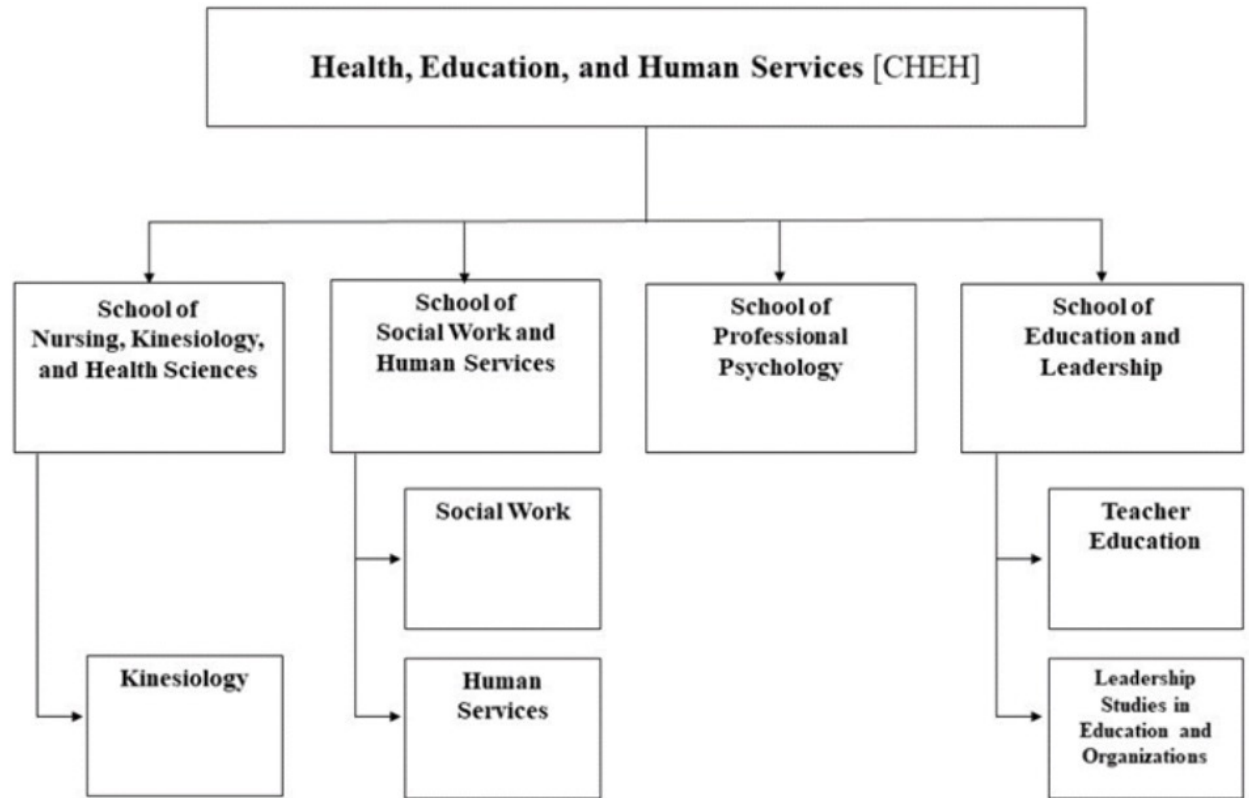 Health, Education, and Human Services [CHEH]
School of
Nursing, Kinesiology,
and Health Sciences
School of
Social Work and
Human Services
School of
Professional
Psychology
School of
Education and
Leadership
Social Work
Teacher
Education
Kinesiology
Human
Services
Leadership
Studies in
Education and
Organizations